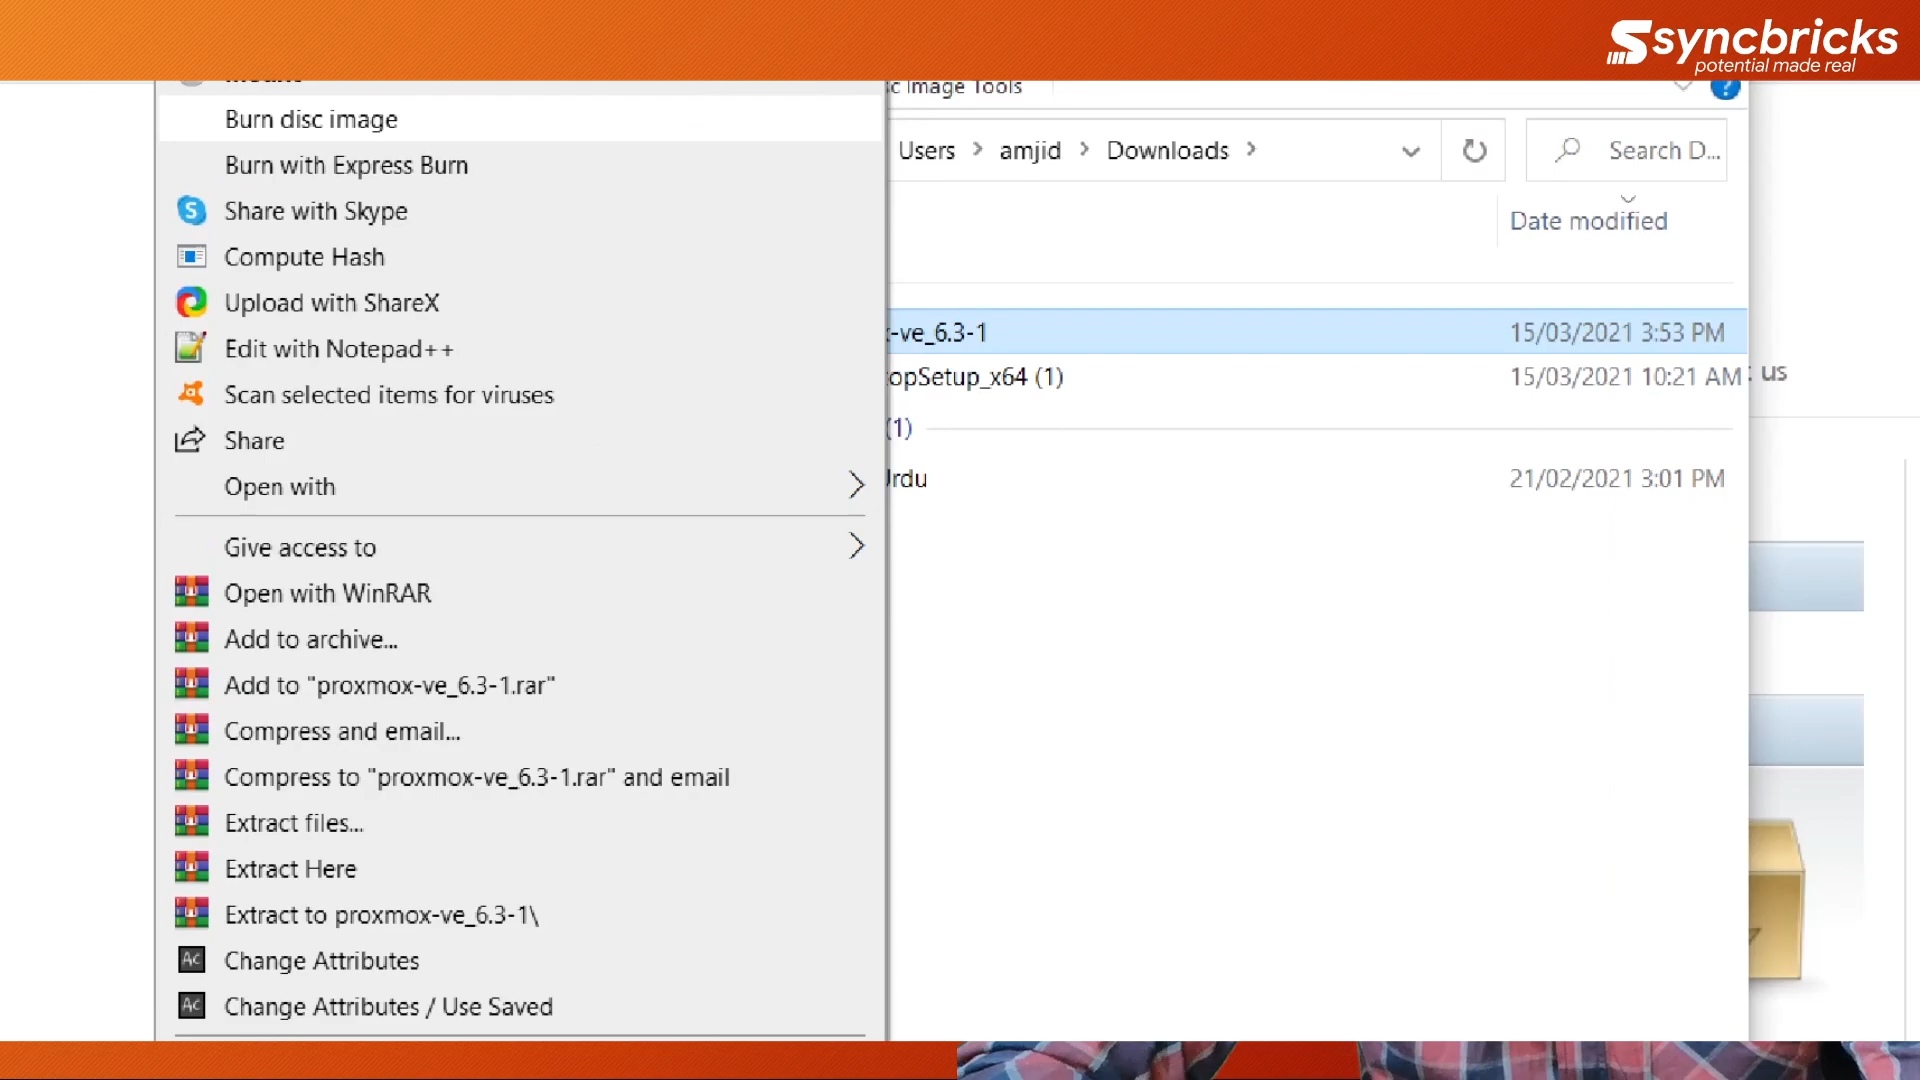 syncbricks
potential made real
Image Tools
Burn disc image
Burn with Express Burn
Share with Skype
Compute Hash
Upload with ShareX
Edit with Notepad++
Scan selected items for viruses
Share
Open with
Give access to
Open with WinRAR
Add to archive...
Add to "proxmox-ve_6.3-1.rar"
Compress and email...
Compress to "proxmox-ve_6.3-1.rar" and email
Extract files...
Extract Here
Extract to proxmox-ve_6.3-1\
Change Attributes
Change Attributes / Use Saved
Users > amjid > Downloads >
Search D...
Date modified
-ve_6.3-1 15/03/2021 3:53 PM
opSetup_x64 (1) 15/03/2021 10:21 AM
(1)
rdu 21/02/2021 3:01 PM
us